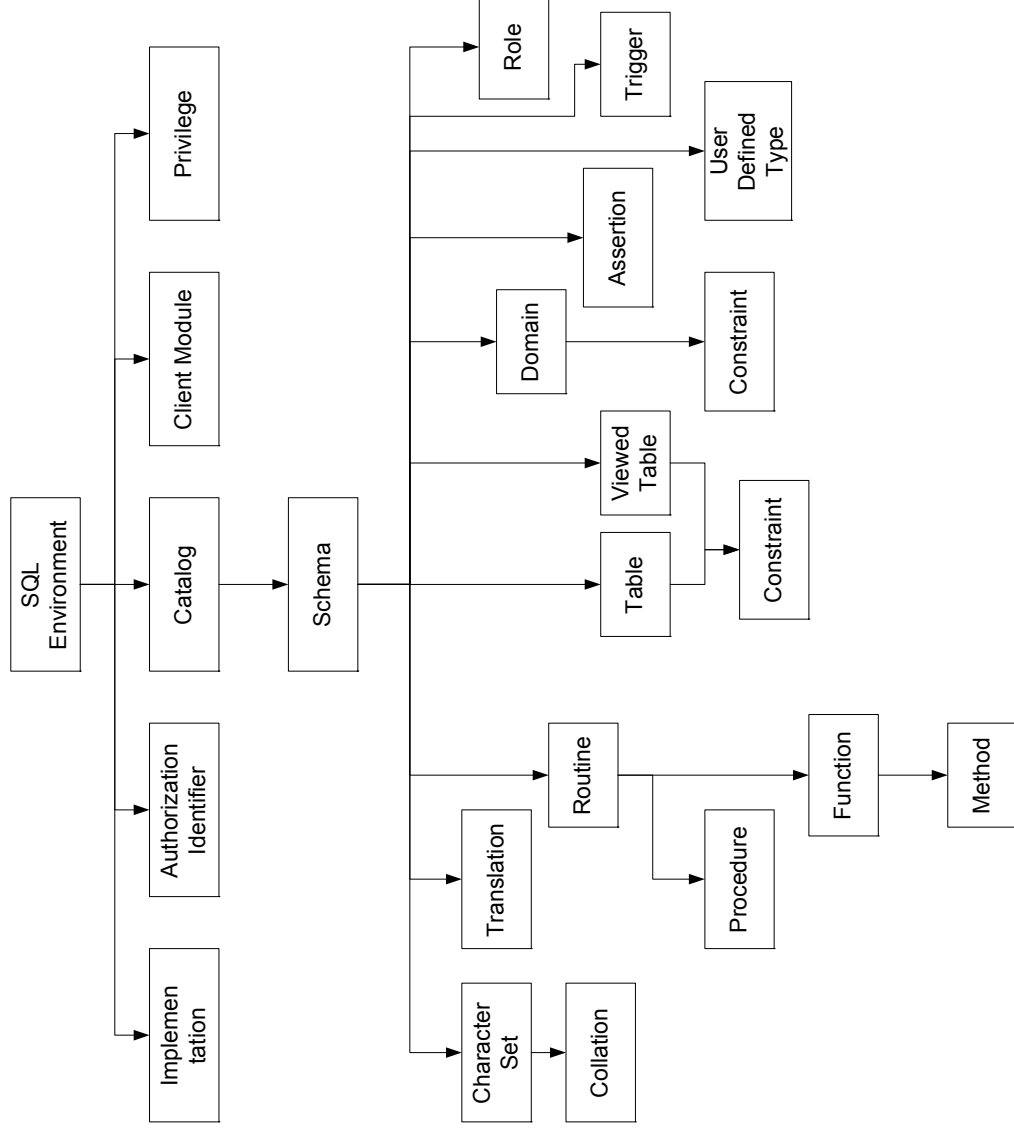 SQL
Environment
Implemen
tation
Authorization
Identifier
Catalog
Client Module
Privilege
Schema
Character
Set
Translation
Routine
Table
Viewed
Table
Domain
Assertion
User
Defined
Type
Trigger
Role
Collation
Procedure
Function
Constraint
Constraint
Method